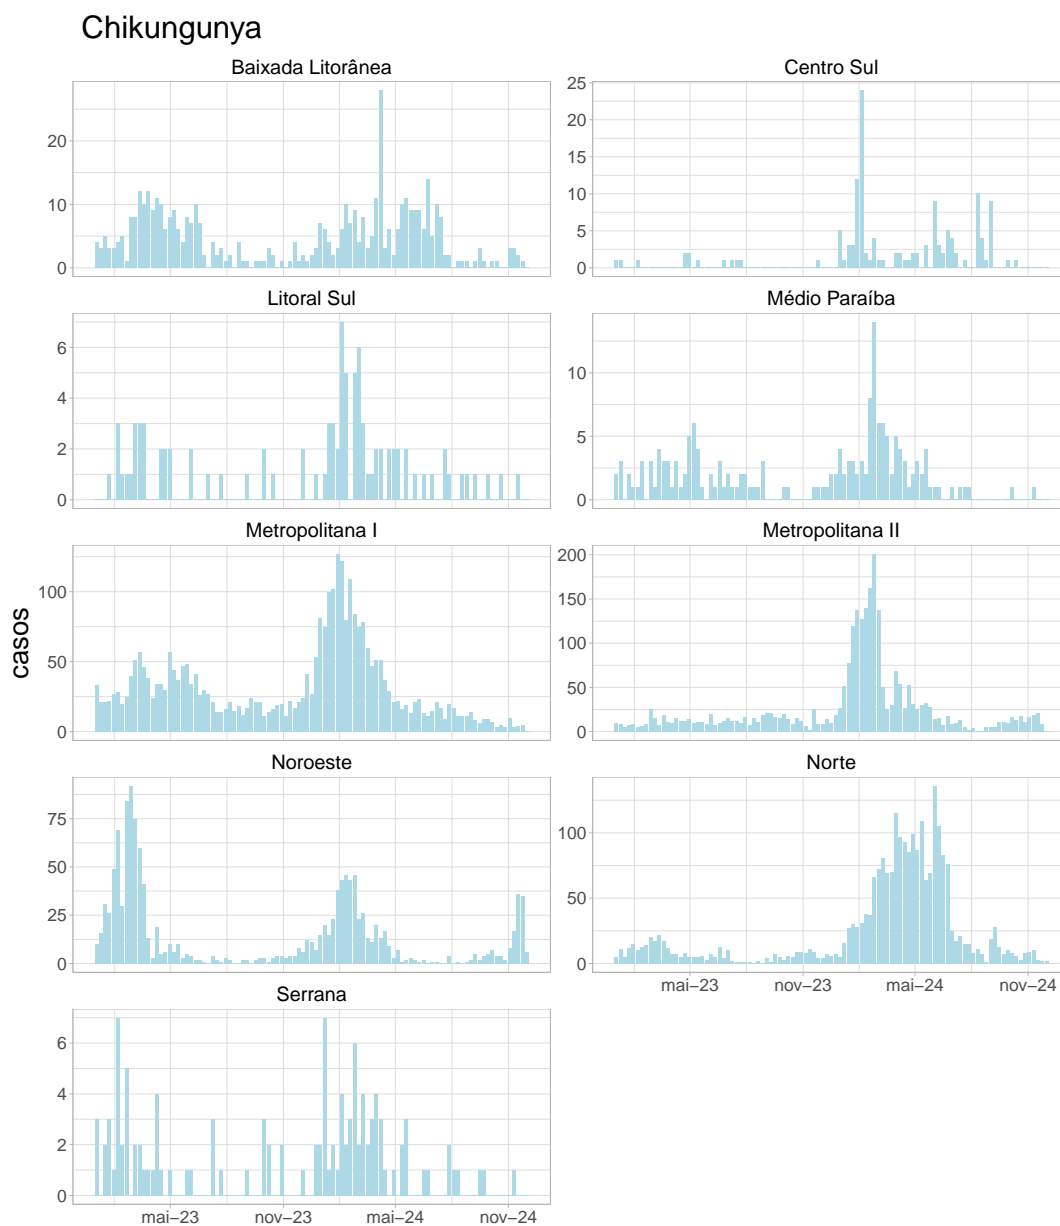 Chikungunya
Baixada Litorânea
Centro Sul
20
10
0
25
20
15
10
5
0
Litoral Sul
Médio Paraíba
6
4
2
0
10
5
0
Metropolitana I
Metropolitana II
casos
100
50
0
200
150
100
50
0
Noroeste
Norte
75
50
25
0
100
50
0
mai–23 nov–23 mai–24 nov–24
Serrana
6
4
2
0
mai–23 nov–23 mai–24 nov–24